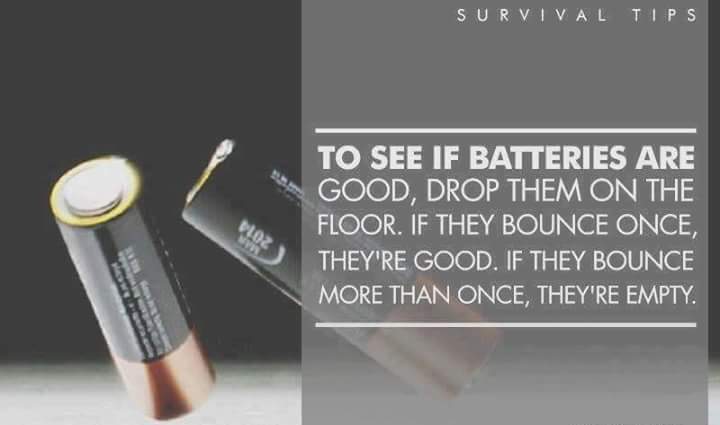 SURVIVAL TIPS
TO SEE IF BATTERIES ARE
GOOD, DROP THEM ON THE
FLOOR. IF THEY BOUNCE ONCE,
THEY'RE GOOD. IF THEY BOUNCE
MORE THAN ONCE, THEY'RE EMPTY.
MAR
2014